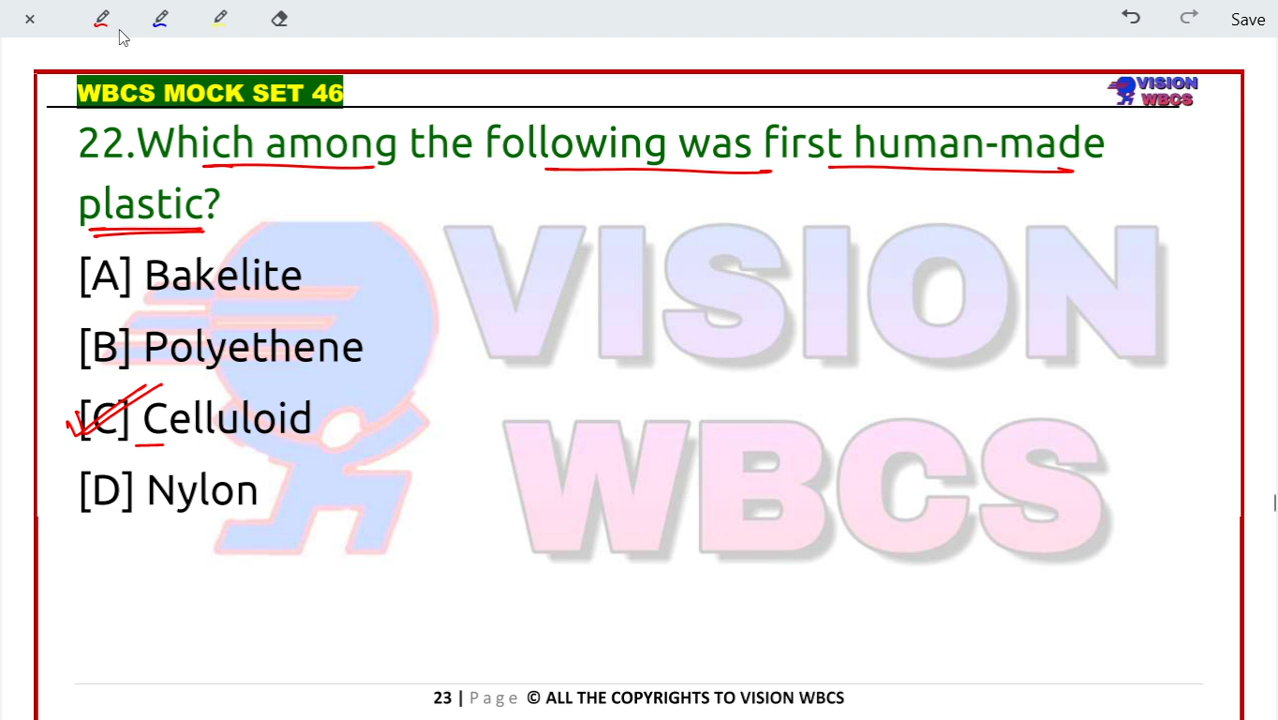 Save
WBCS MOCK SET 46
VISION
WBCS
22.Which among the following was first human-made
plastic?
[A] Bakelite
[B] Polyethene
[C] Celluloid
[D] Nylon
VISION
WBCS
23 | Page © ALL THE COPYRIGHTS TO VISION WBCS